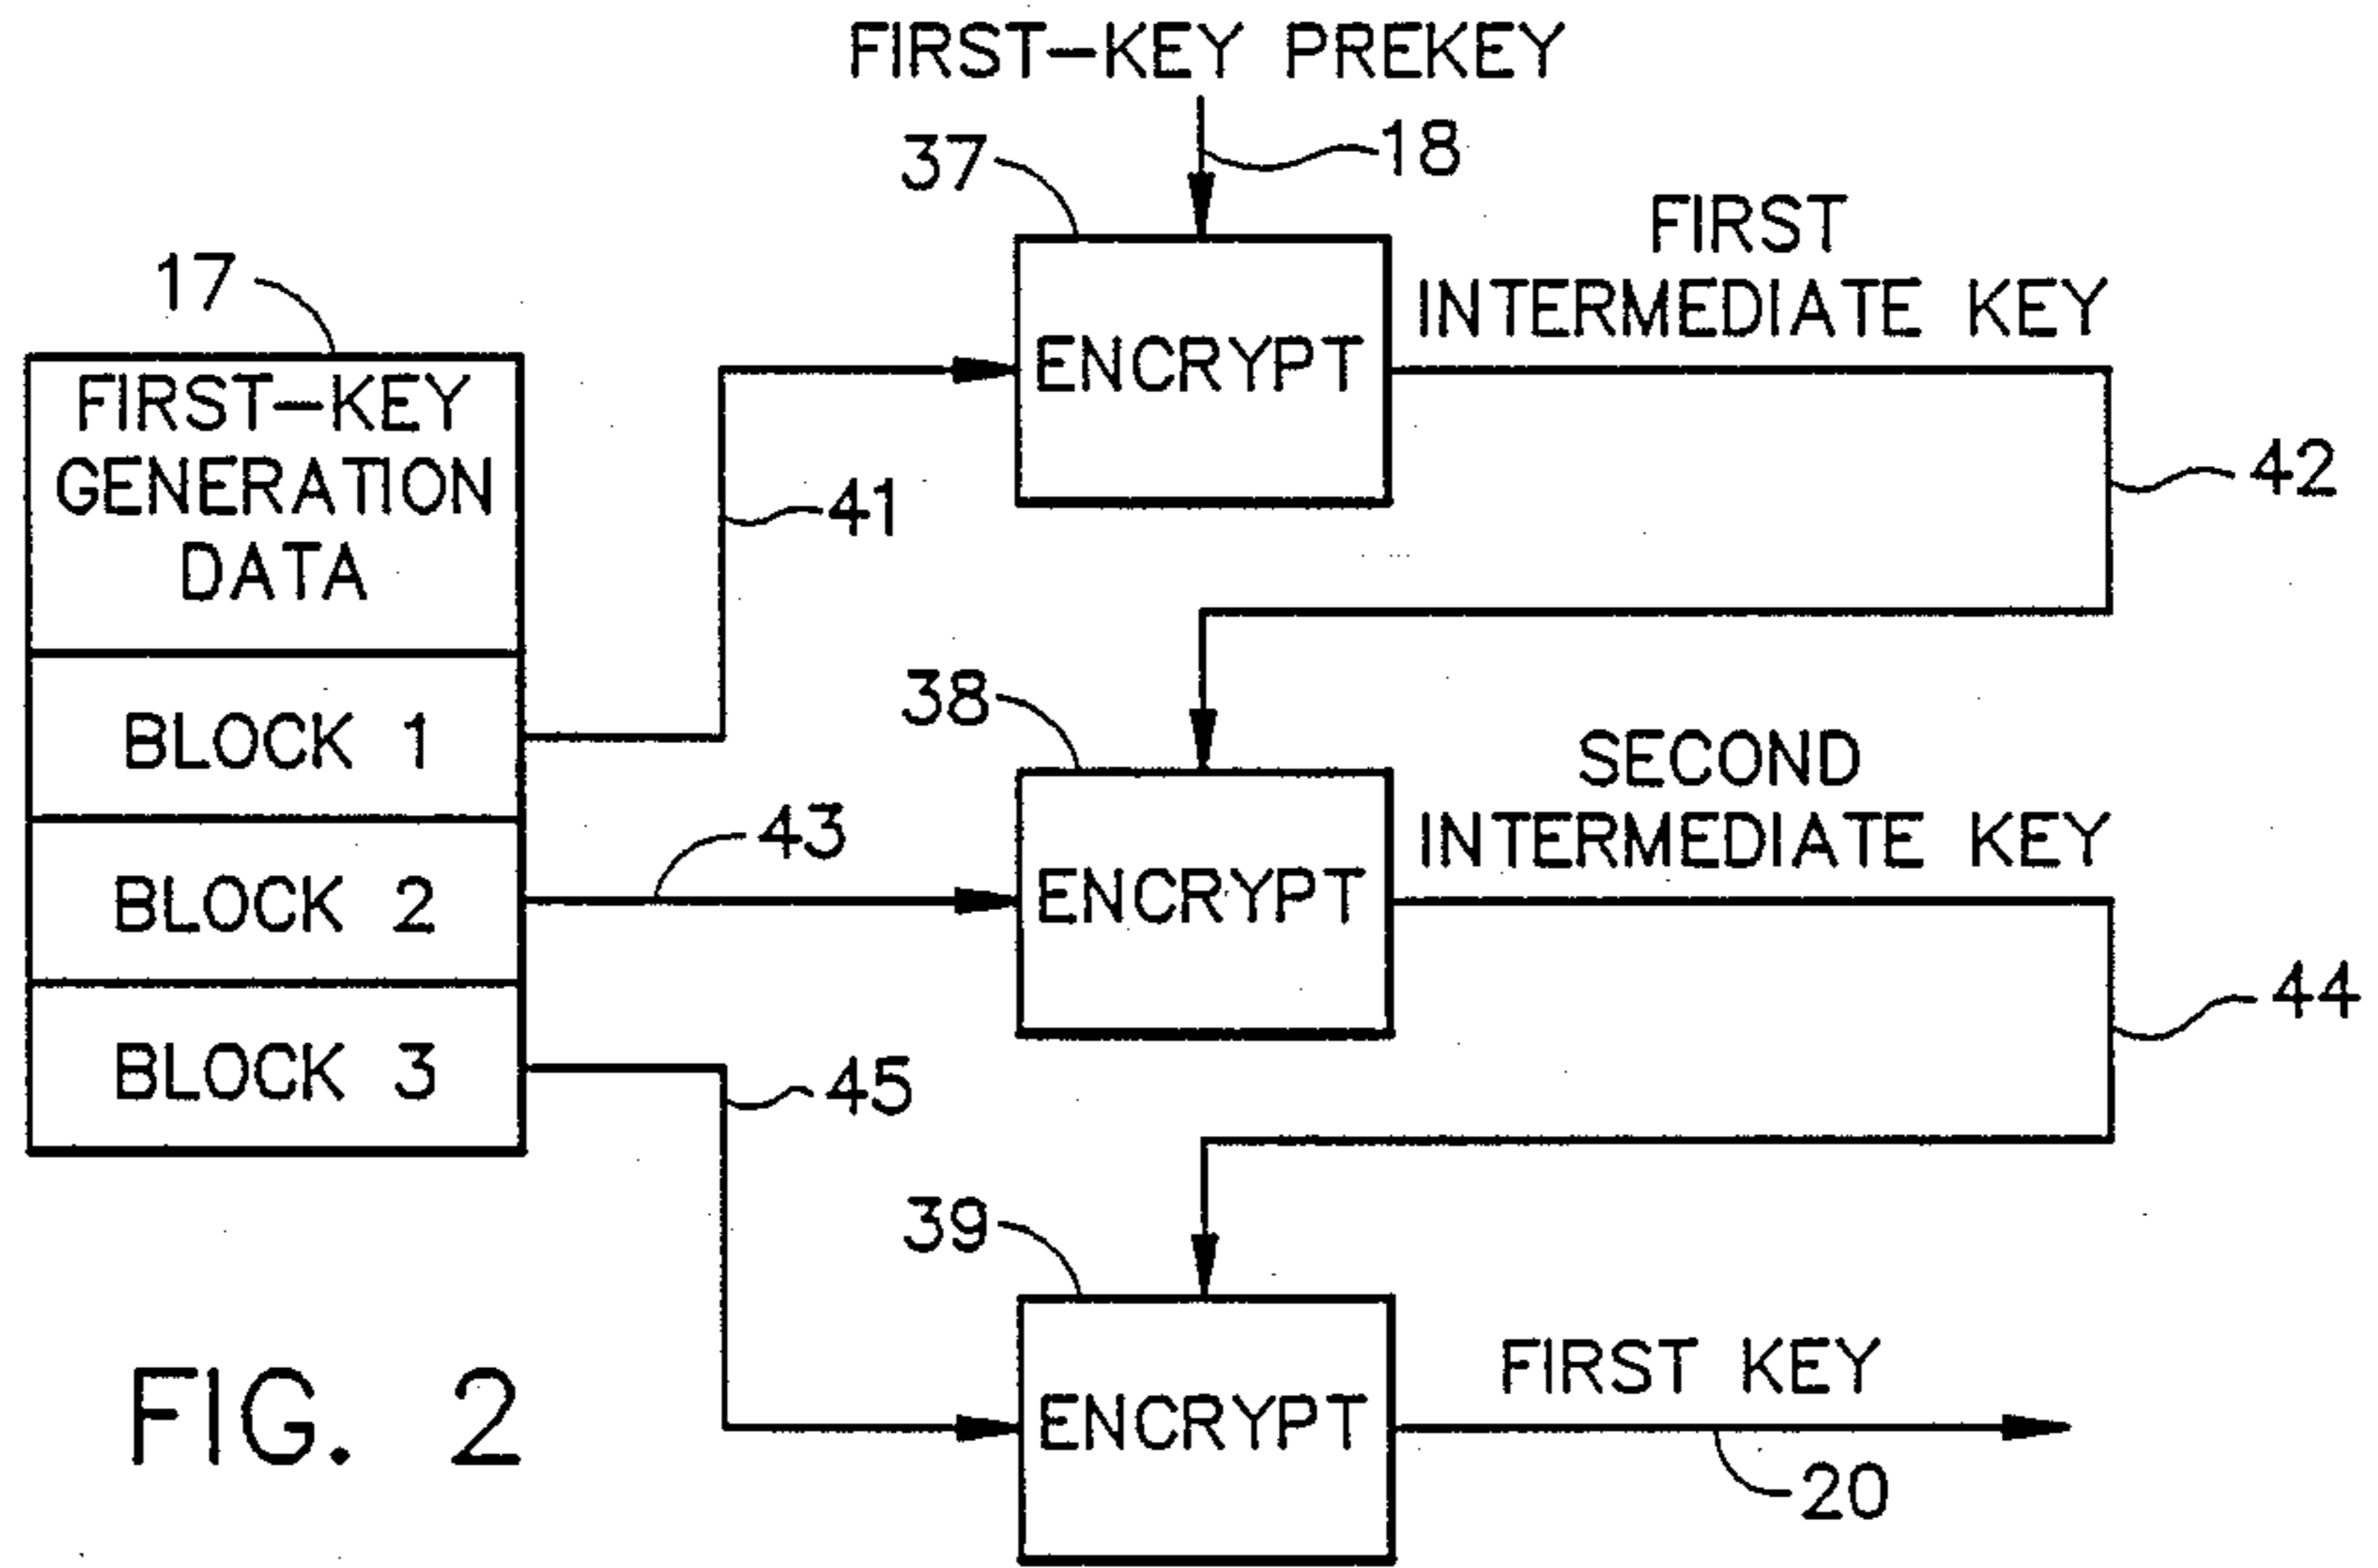 FIRST-KEY PREKEY
18
37
FIRST
INTERMEDIATE KEY
ENCRYPT
17
FIRST-KEY
GENERATION
DATA
BLOCK 1
BLOCK 2
BLOCK 3
41
42
38
43
SECOND
INTERMEDIATE KEY
ENCRYPT
44
45
39
FIRST KEY
ENCRYPT
20
FIG. 2